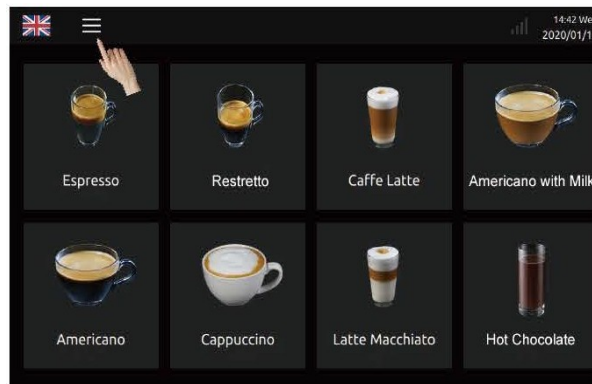 14:42 We
2020/01/1
Espresso
Restretto
Caffe Latte
Americano with Milk
Americano
Cappuccino
Latte Macchiato
Hot Chocolate